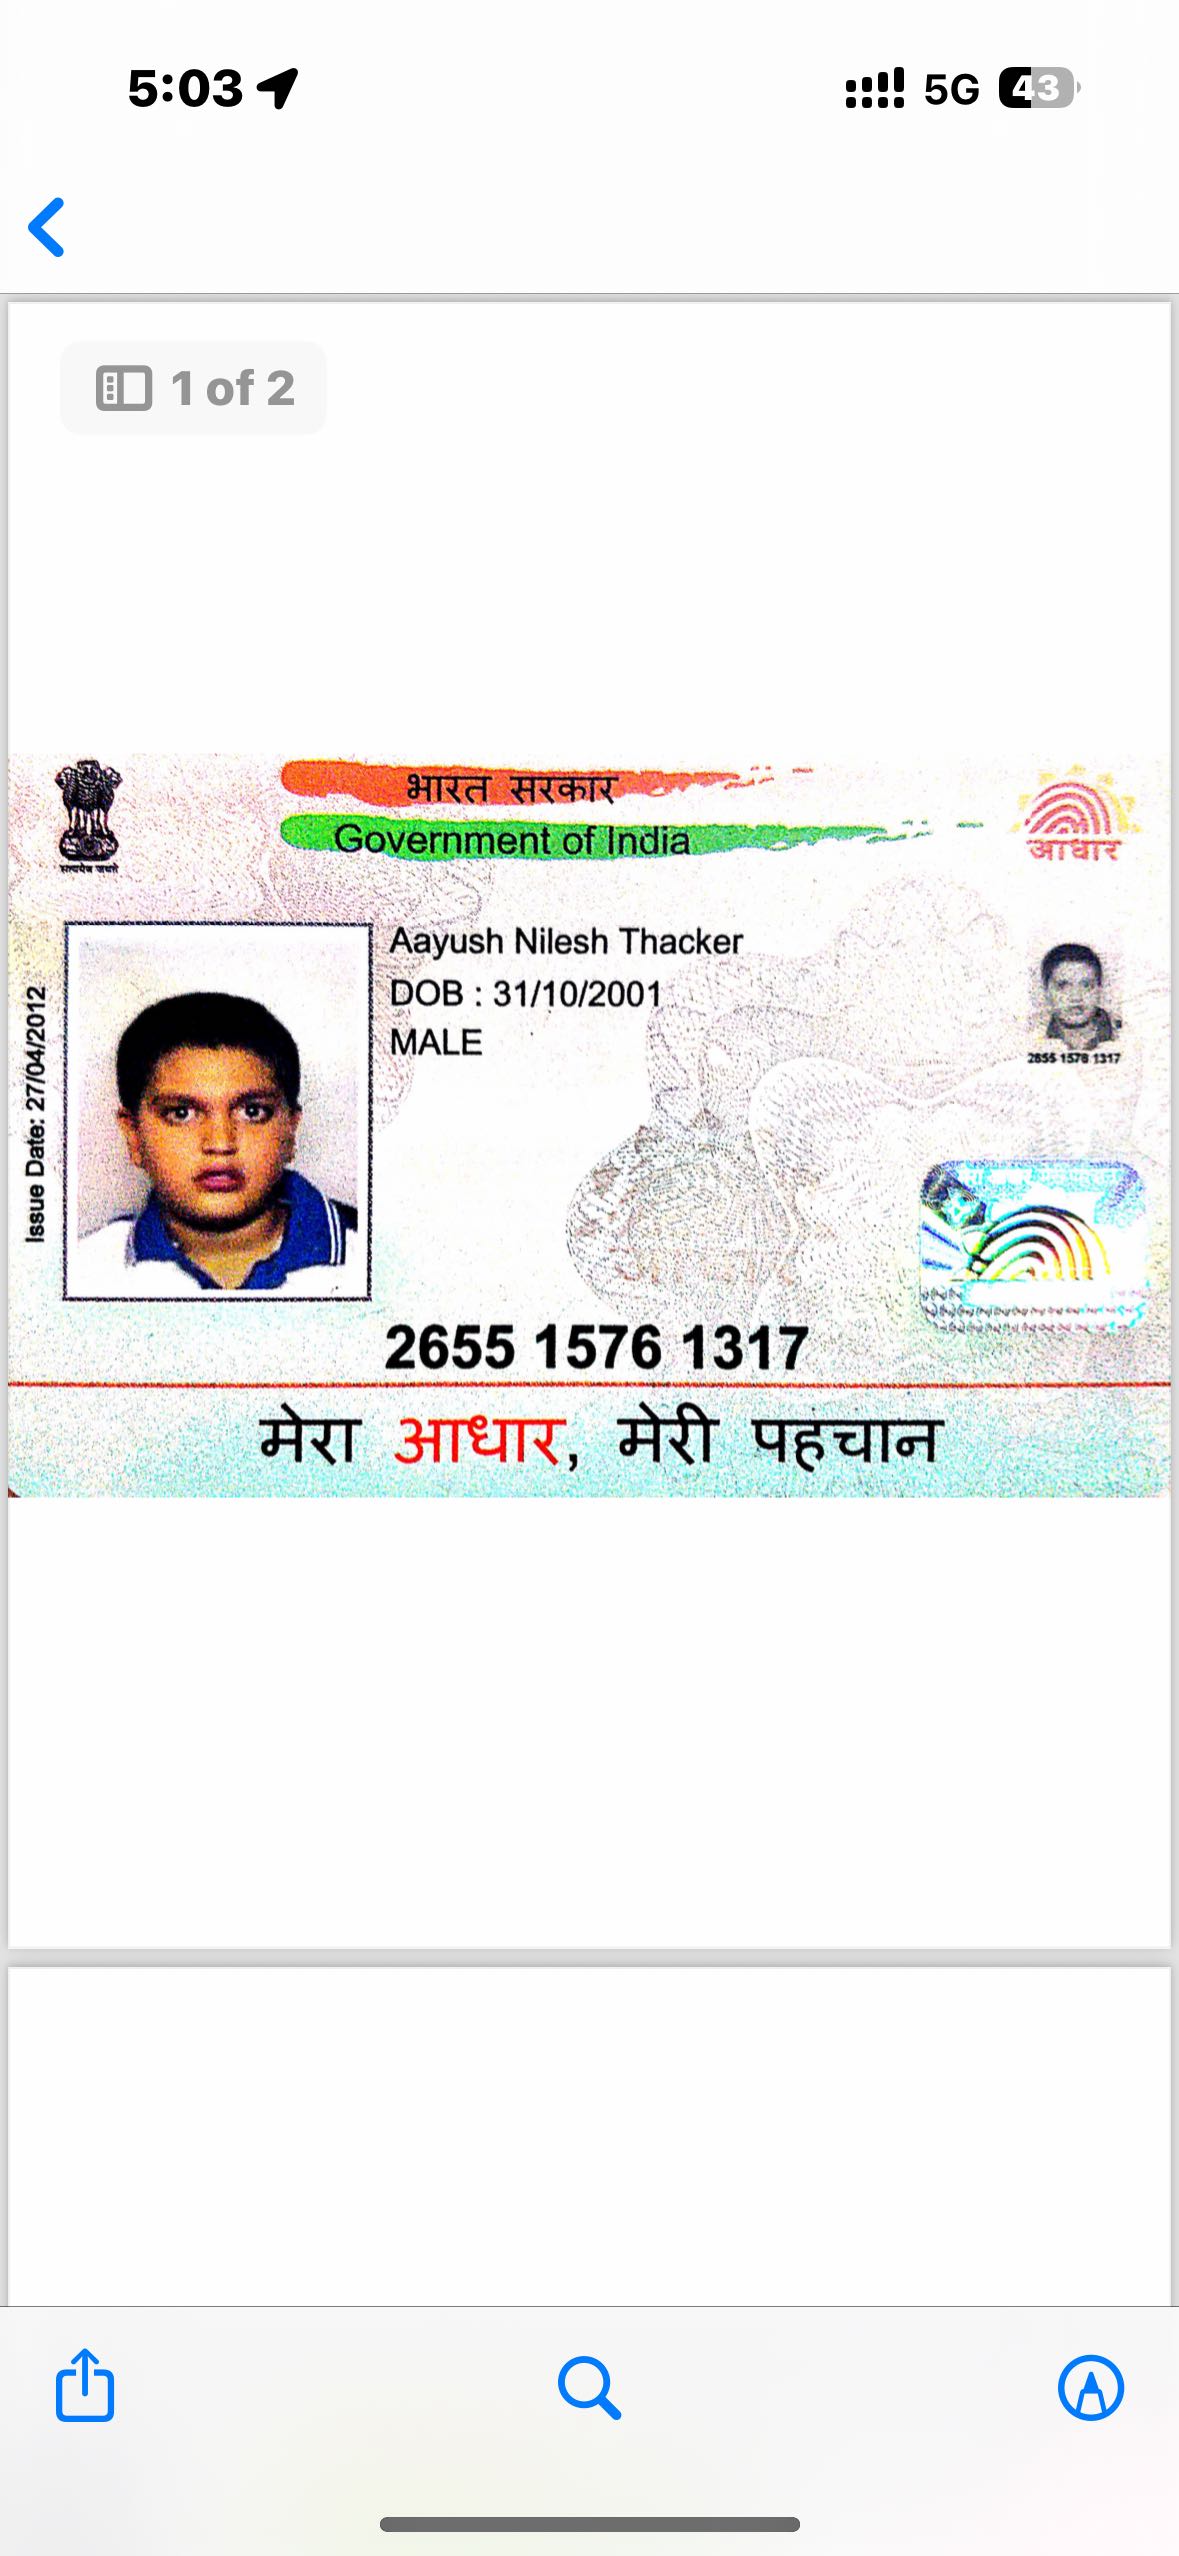 5:03
5G 43
1 of 2
भारत सरकार
Government of India
सत्यमेव जयते
आधार
Aayush Nilesh Thacker
DOB : 31/10/2001
MALE
Issue Date: 27/04/2012
2655 1576 1317
2655 1576 1317
मेरा आधार, मेरी पहचान